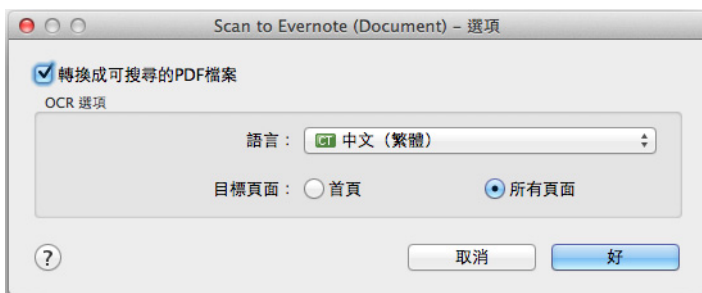 Scan to Evernote (Document) – 選項
轉換成可搜尋的PDF檔案
OCR 選項
語言： CT 中文（繁體）
目標頁面： 首頁 所有頁面
? 取消 好